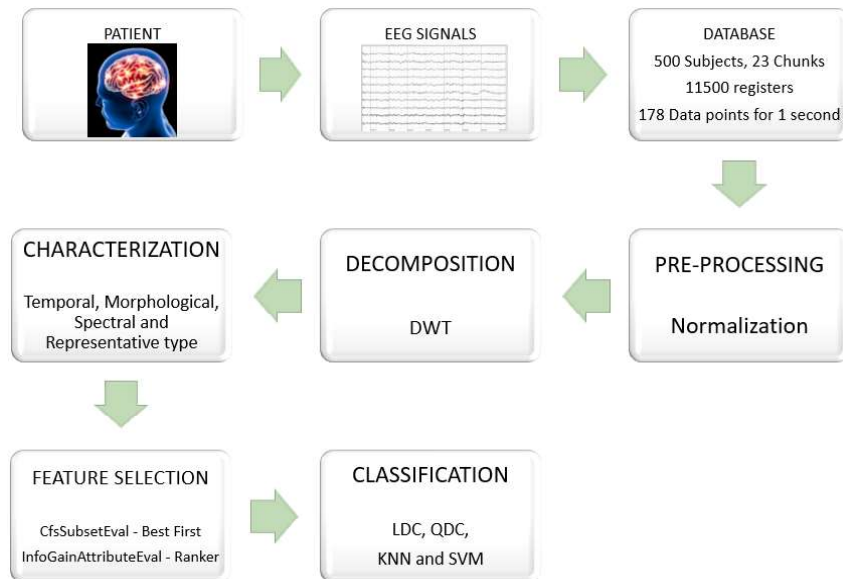 PATIENT
EEG SIGNALS
DATABASE
500 Subjects, 23 Chunks
11500 registers
178 Data points for 1 second
PRE-PROCESSING
Normalization
DECOMPOSITION
DWT
CHARACTERIZATION
Temporal, Morphological,
Spectral and
Representative type
FEATURE SELECTION
CfsSubsetEval - Best First
InfoGainAttributeEval - Ranker
CLASSIFICATION
LDC, QDC,
KNN and SVM